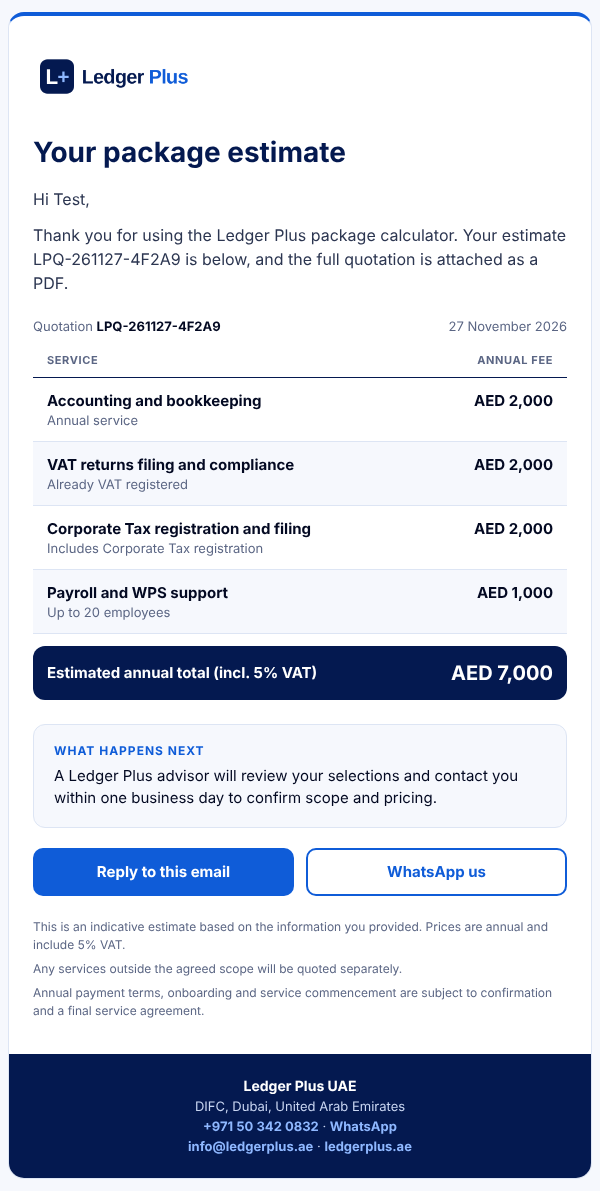 L+ Ledger Plus
Your package estimate
Hi Test,
Thank you for using the Ledger Plus package calculator. Your estimate
LPQ-261127-4F2A9 is below, and the full quotation is attached as a
PDF.
Quotation LPQ-261127-4F2A9 27 November 2026
SERVICE ANNUAL FEE
Accounting and bookkeeping AED 2,000
Annual service
VAT returns filing and compliance AED 2,000
Already VAT registered
Corporate Tax registration and filing AED 2,000
Includes Corporate Tax registration
Payroll and WPS support AED 1,000
Up to 20 employees
Estimated annual total (incl. 5% VAT) AED 7,000
WHAT HAPPENS NEXT
A Ledger Plus advisor will review your selections and contact you
within one business day to confirm scope and pricing.
Reply to this email WhatsApp us
This is an indicative estimate based on the information you provided. Prices are annual and
include 5% VAT.
Any services outside the agreed scope will be quoted separately.
Annual payment terms, onboarding and service commencement are subject to confirmation
and a final service agreement.
Ledger Plus UAE
DIFC, Dubai, United Arab Emirates
+971 50 342 0832 · WhatsApp
info@ledgerplus.ae · ledgerplus.ae